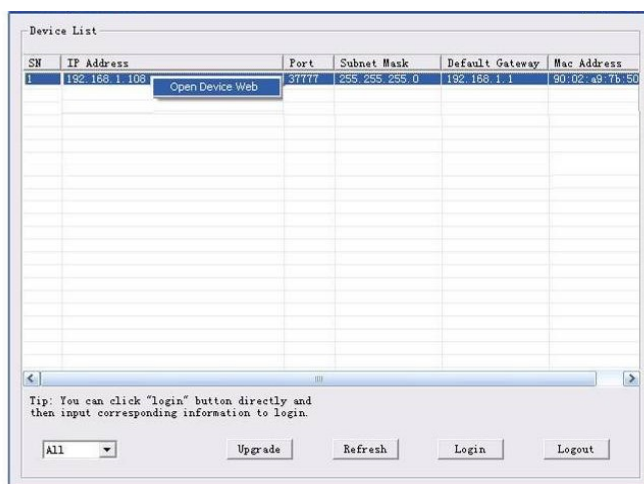 Device List
SN IP Address Port Subnet Mask Default Gateway Mac Address
1 192.168.1.108 37777 255.255.255.0 192.168.1.1 90:02:a9:7b:50
Open Device Web
Tip: You can click "login" button directly and
then input corresponding information to login.
All Upgrade Refresh Login Logout